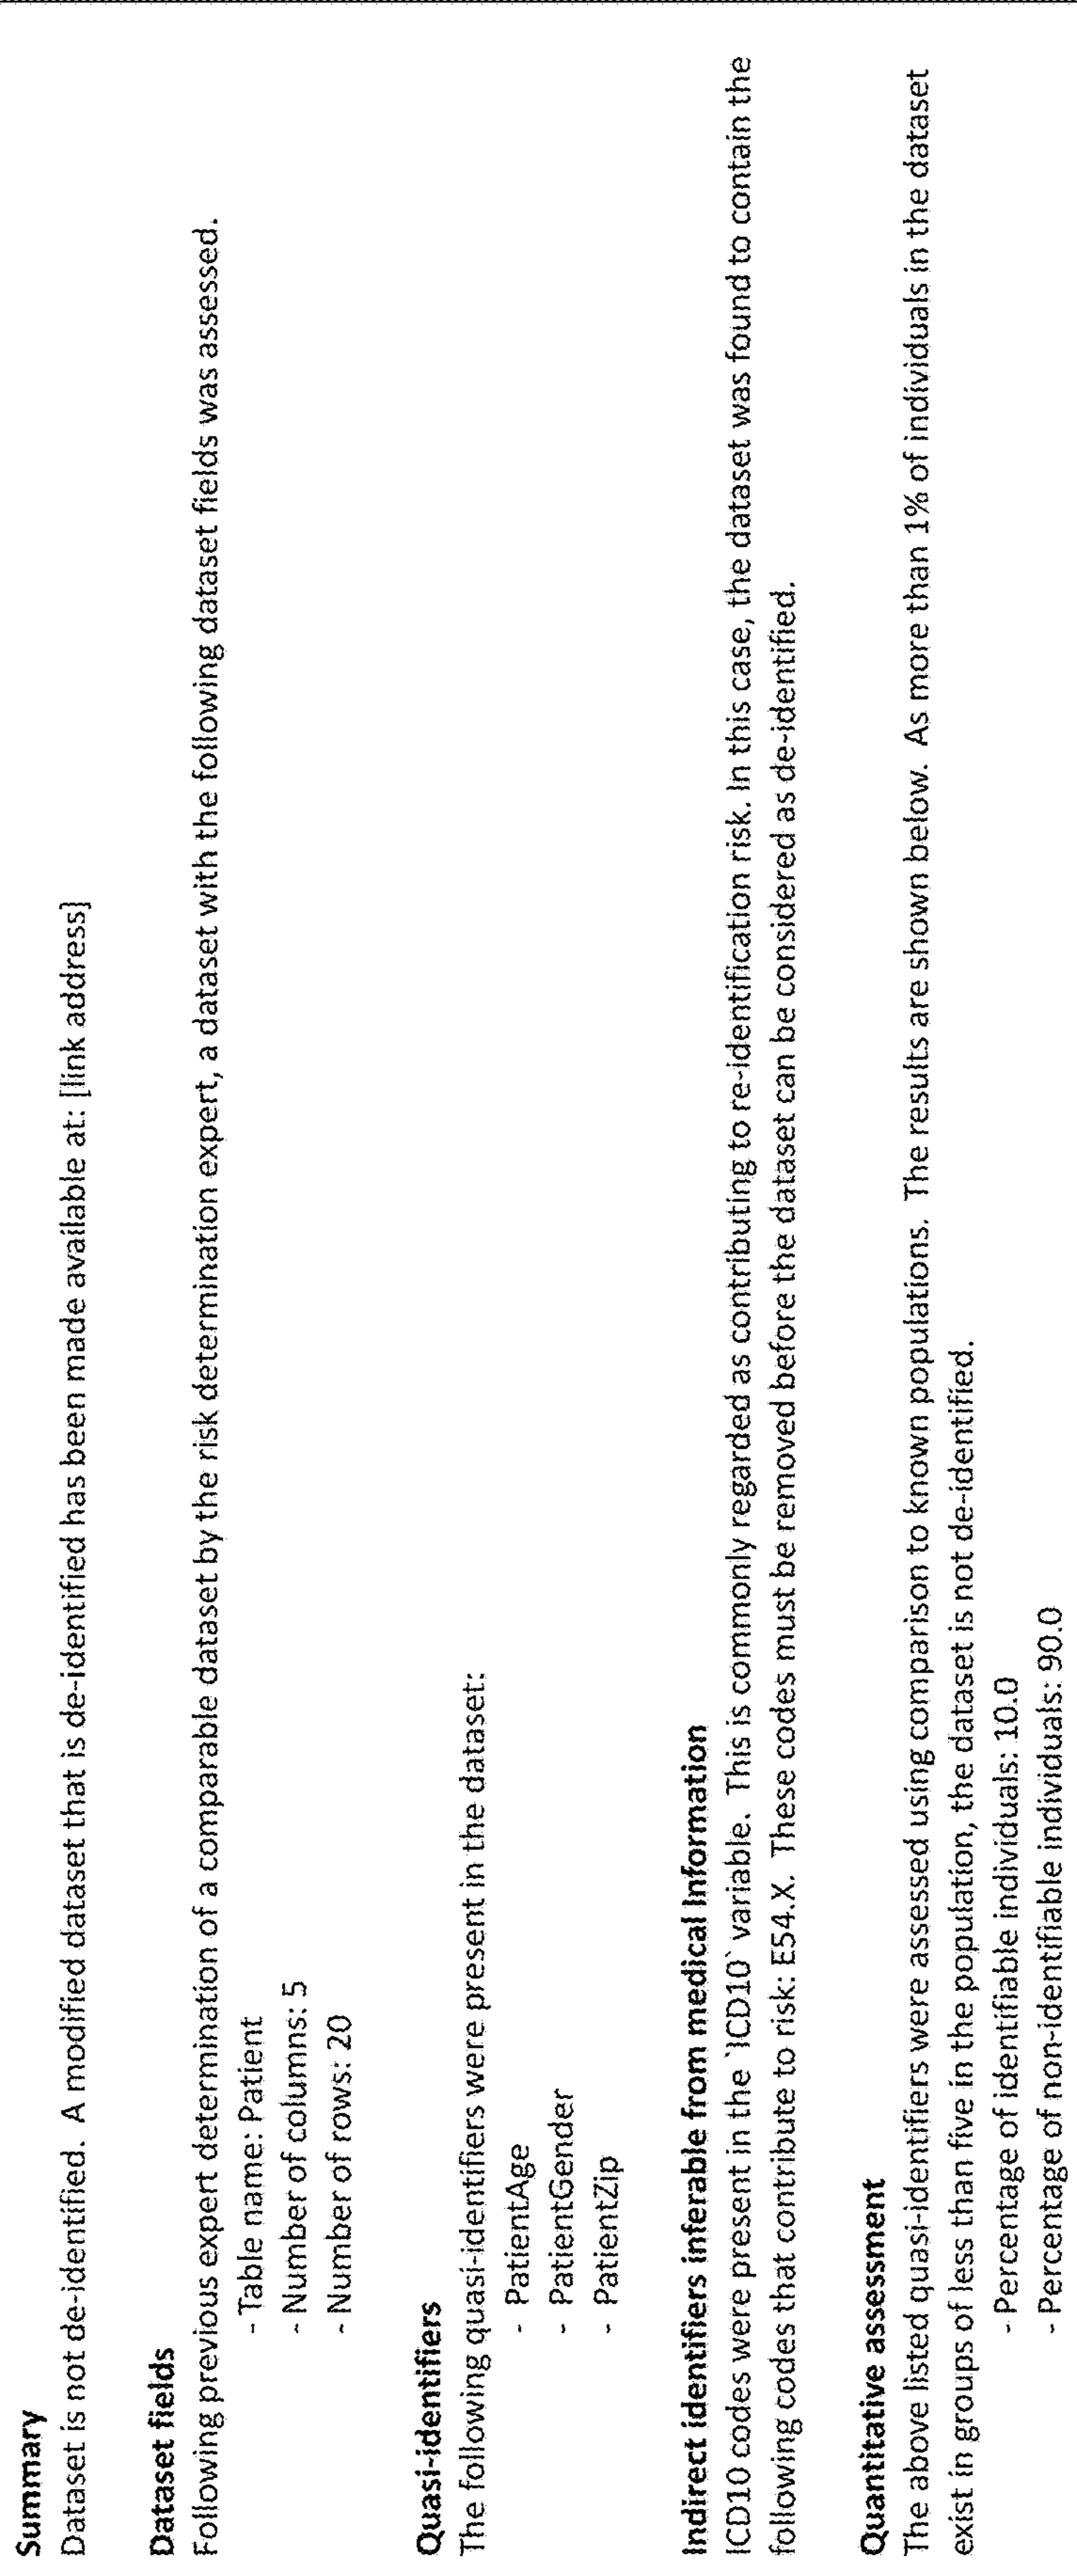 Summary
Dataset is not de-identified.  A modified dataset that is de-identified has been made available at: [link address]
Dataset fields
Following previous expert determination of a comparable dataset by the risk determination expert, a dataset with the following dataset fields was assessed.
- Table name: Patient
- Number of columns: 5
- Number of rows: 20
Quasi-identifiers
The following quasi-identifiers were present in the dataset:
- PatientAge
- PatientGender
- PatientZip
Indirect identifiers inferable from medical Information
ICD10 codes were present in the `ICD10` variable.  This is commonly regarded as contributing to re-identification risk. In this case, the dataset was found to contain the
following codes that contribute to risk: E54.X.  These codes must be removed before the dataset can be considered as de-identified.
Quantitative assessment
The above listed quasi-identifiers were assessed using comparison to known populations.  The results are shown below.  As more than 1% of individuals in the dataset
exist in groups of less than five in the population, the dataset is not de-identified.
- Percentage of identifiable individuals: 10.0
- Percentage of non-identifiable individuals: 90.0